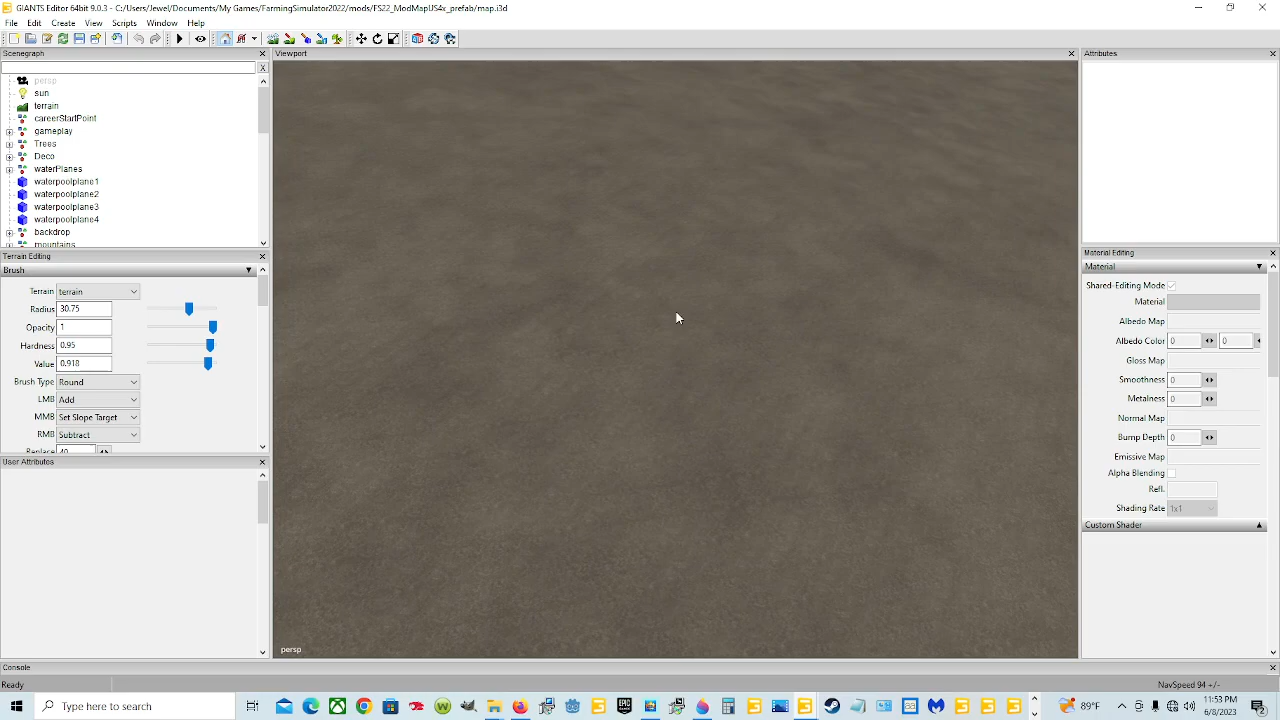 GIANTS Editor 64bit 9.0.3 - C:/Users/Jewel/Documents/My Games/FarmingSimulator2022/mods/FS22_ModMapUS4x_prefab/map.i3d
File Edit Create View Scripts Window Help
Scenegraph
Viewport
Attributes
X
persp
sun
terrain
careerStartPoint
gameplay
Trees
Deco
waterPlanes
waterpoolplane1
waterpoolplane2
waterpoolplane3
waterpoolplane4
backdrop
mountains
Terrain Editing
Brush
Terrain terrain
Radius 30.75
Opacity 1
Hardness 0.95
Value 0.918
Brush Type Round
LMB Add
MMB Set Slope Target
RMB Subtract
Replace 40
User Attributes
persp
Material Editing
Material
Shared-Editing Mode
Material
Albedo Map
Albedo Color 0 0
Gloss Map
Smoothness 0
Metalness 0
Normal Map
Bump Depth 0
Emissive Map
Alpha Blending
Refl.
Shading Rate 1x1
Custom Shader
Console
Ready
NavSpeed 94 +/-
Type here to search
89°F
11:53 PM
6/8/2023
2